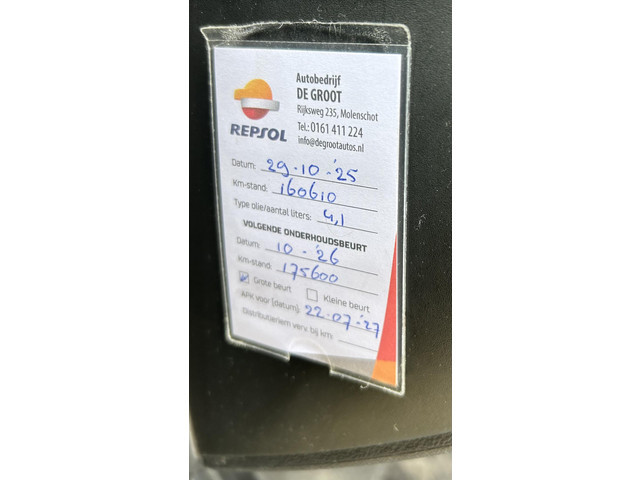 Autobedrijf
DE GROOT
Rijksweg 235, Molenschot
Tel.: 0161 411 224
info@degrootautos.nl
REPSOL
Datum: 29-10-'25
Km-stand: 160610
Type olie/aantal liters: 4,1
VOLGENDE ONDERHOUDSBEURT
Datum: 10-'26
Km-stand: 175600
Grote beurt Kleine beurt
APK voor (datum): 22-07-'27
Distributieriem verv. bij km: